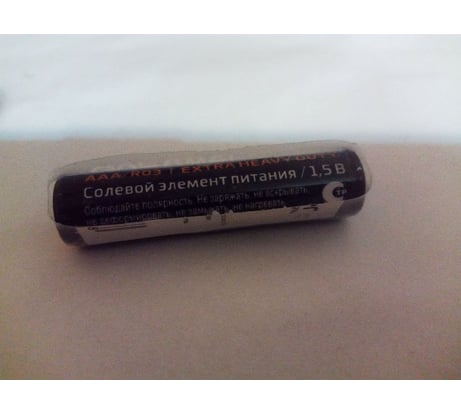 AAA R03 | EXTRA HEAVY DUTY
Солевой элемент питания / 1,5 В
Соблюдайте полярность. Не заряжать, не вскрывать,
не деформировать, не замыкать, не нагревать.